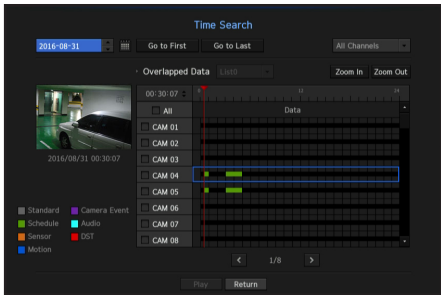 Time Search
2016-08-31 Go to First Go to Last All Channels
Overlapped Data List0 Zoom In Zoom Out
00:30:07
All Data
CAM 01
CAM 02
CAM 03
2016/08/31 00:30:07
CAM 04
CAM 05
CAM 06
CAM 07
CAM 08
Standard Camera Event
Schedule Audio
Sensor DST
Motion
< 1/8 >
Play Return